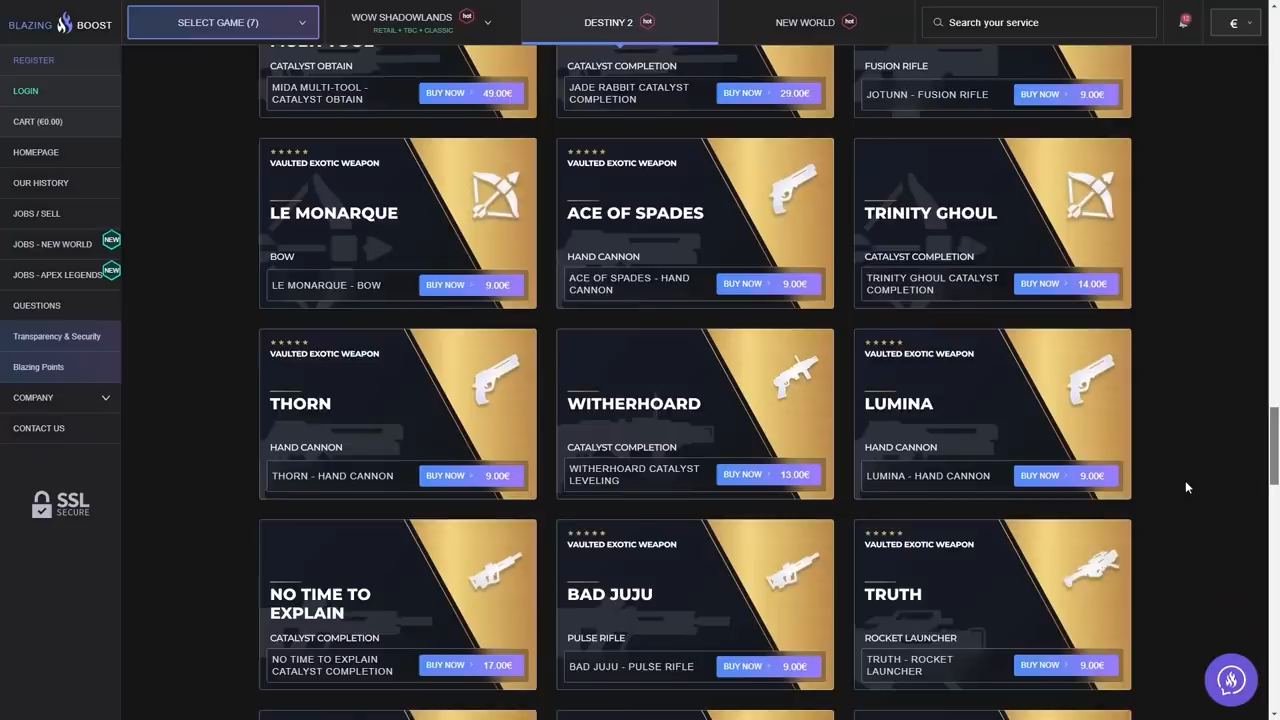 BLAZING BOOST
SELECT GAME (7)
WOW SHADOWLANDS hot
RETAIL + TBC + CLASSIC
DESTINY 2 hot
NEW WORLD hot
Search your service
13
€
REGISTER
LOGIN
CART (€0.00)
HOMEPAGE
OUR HISTORY
JOBS / SELL
JOBS - NEW WORLD NEW
JOBS - APEX LEGENDS NEW
QUESTIONS
Transparency & Security
Blazing Points
COMPANY
CONTACT US
SSL
SECURE
MULTI-TOOL
CATALYST OBTAIN
MIDA MULTI-TOOL -
CATALYST OBTAIN
BUY NOW 49.00€
CATALYST COMPLETION
JADE RABBIT CATALYST
COMPLETION
BUY NOW 29.00€
FUSION RIFLE
JOTUNN - FUSION RIFLE
BUY NOW 9.00€
VAULTED EXOTIC WEAPON
LE MONARQUE
BOW
LE MONARQUE - BOW
BUY NOW 9.00€
VAULTED EXOTIC WEAPON
ACE OF SPADES
HAND CANNON
ACE OF SPADES - HAND
CANNON
BUY NOW 9.00€
TRINITY GHOUL
CATALYST COMPLETION
TRINITY GHOUL CATALYST
COMPLETION
BUY NOW 14.00€
VAULTED EXOTIC WEAPON
THORN
HAND CANNON
THORN - HAND CANNON
BUY NOW 9.00€
WITHERHOARD
CATALYST COMPLETION
WITHERHOARD CATALYST
LEVELING
BUY NOW 13.00€
VAULTED EXOTIC WEAPON
LUMINA
HAND CANNON
LUMINA - HAND CANNON
BUY NOW 9.00€
NO TIME TO
EXPLAIN
CATALYST COMPLETION
NO TIME TO EXPLAIN
CATALYST COMPLETION
BUY NOW 17.00€
VAULTED EXOTIC WEAPON
BAD JUJU
PULSE RIFLE
BAD JUJU - PULSE RIFLE
BUY NOW 9.00€
VAULTED EXOTIC WEAPON
TRUTH
ROCKET LAUNCHER
TRUTH - ROCKET
LAUNCHER
BUY NOW 9.00€